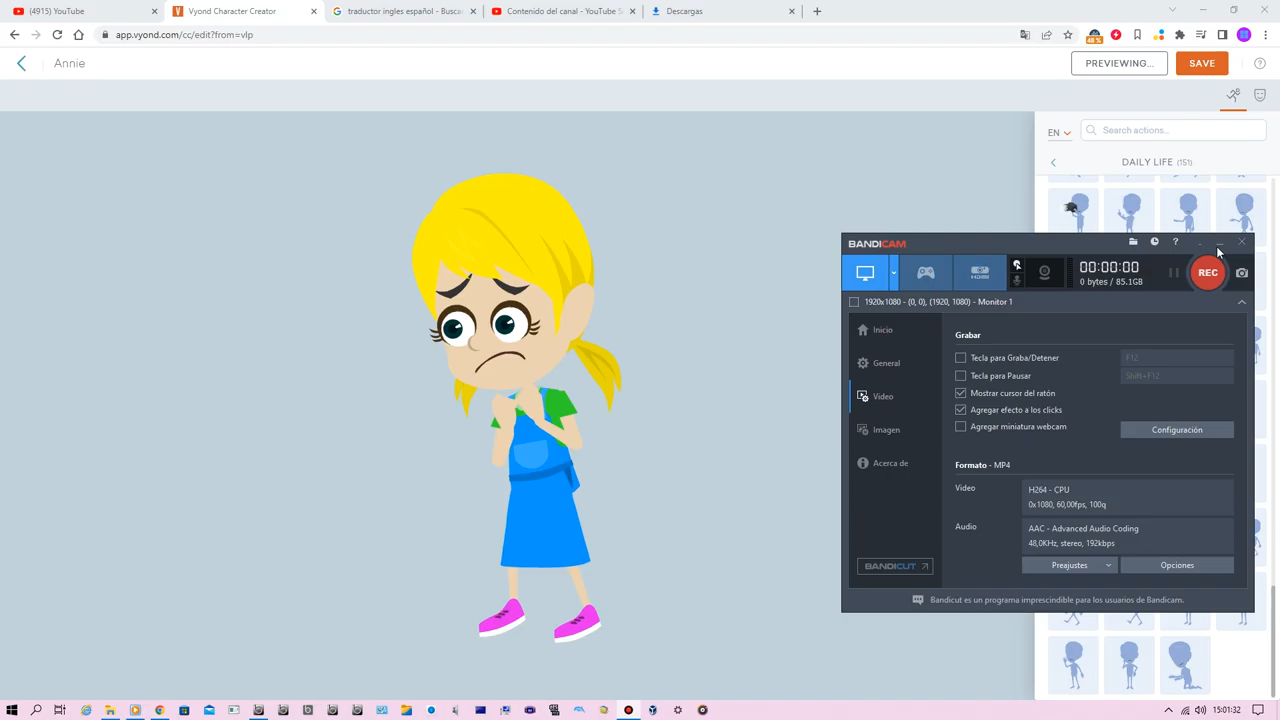 (4915) YouTube
Vyond Character Creator
traductor ingles español - Buscar
Contenido del canal - YouTube S
Descargas
app.vyond.com/cc/edit?from=vlp
48 %
Annie
PREVIEWING...
SAVE
EN
Search actions...
DAILY LIFE (151)
BANDICAM
HDMI
00:00:00
0 bytes / 85.1GB
REC
1920x1080 - (0, 0), (1920, 1080) - Monitor 1
Inicio
General
Video
Imagen
Acerca de
BANDICUT
Grabar
Tecla para Graba/Detener
F12
Tecla para Pausar
Shift+F12
Mostrar cursor del ratón
Agregar efecto a los clicks
Agregar miniatura webcam
Configuración
Formato - MP4
Video
H264 - CPU
0x1080, 60,00fps, 100q
Audio
AAC - Advanced Audio Coding
48,0KHz, stereo, 192kbps
Preajustes
Opciones
Bandicut es un programa imprescindible para los usuarios de Bandicam.
15:01:32